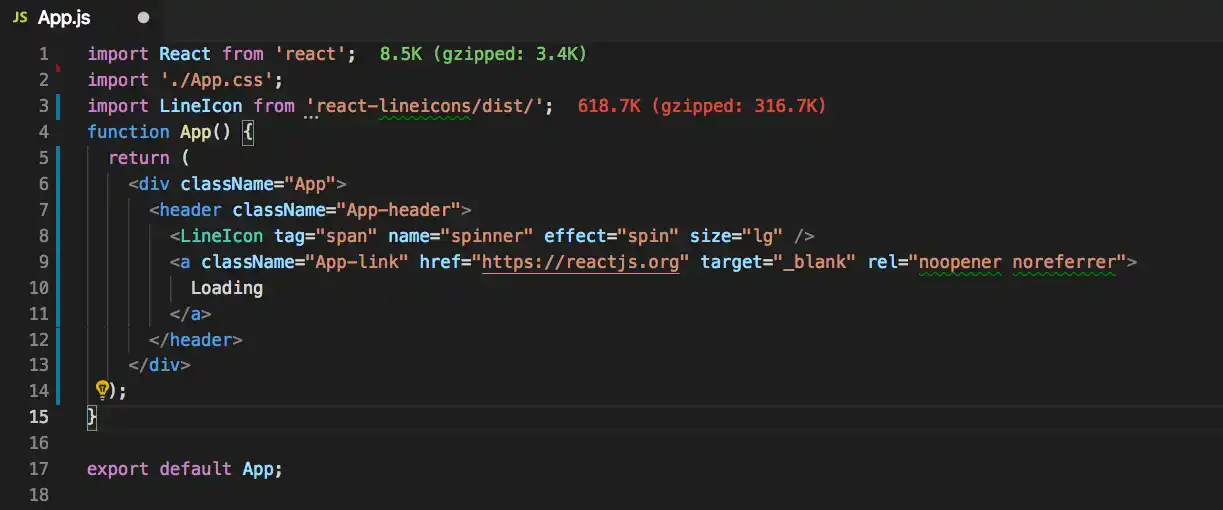 JS App.js
1 import React from 'react'; 8.5K (gzipped: 3.4K)
2 import './App.css';
3 import LineIcon from 'react-lineicons/dist/'; 618.7K (gzipped: 316.7K)
4 function App() {
5 return (
6 <div className="App">
7 <header className="App-header">
8 <LineIcon tag="span" name="spinner" effect="spin" size="lg" />
9 <a className="App-link" href="https://reactjs.org" target="_blank" rel="noopener noreferrer">
10 Loading
11 </a>
12 </header>
13 </div>
14 );
15 }
16
17 export default App;
18